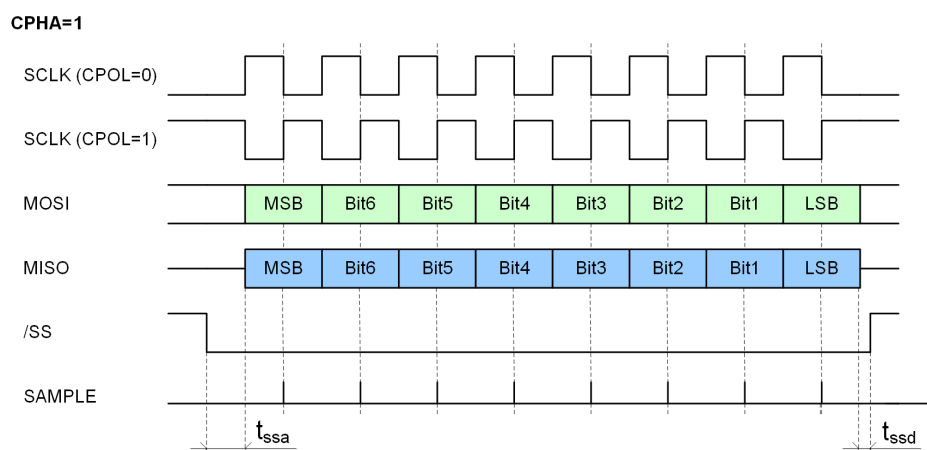 CPHA=1
SCLK (CPOL=0)
SCLK (CPOL=1)
MOSI MSB Bit6 Bit5 Bit4 Bit3 Bit2 Bit1 LSB
MISO MSB Bit6 Bit5 Bit4 Bit3 Bit2 Bit1 LSB
/SS
SAMPLE
tssa tssd